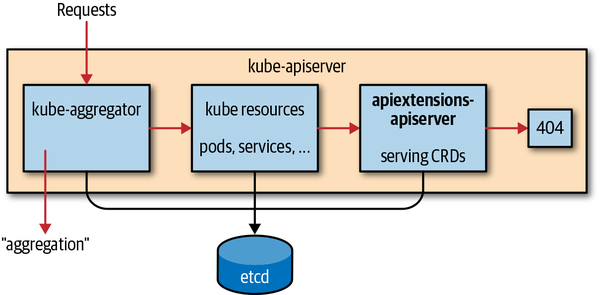 Requests
kube-apiserver
kube-aggregator
kube resources
pods, services, ...
apiextensions-
apiserver
serving CRDs
404
"aggregation"
etcd